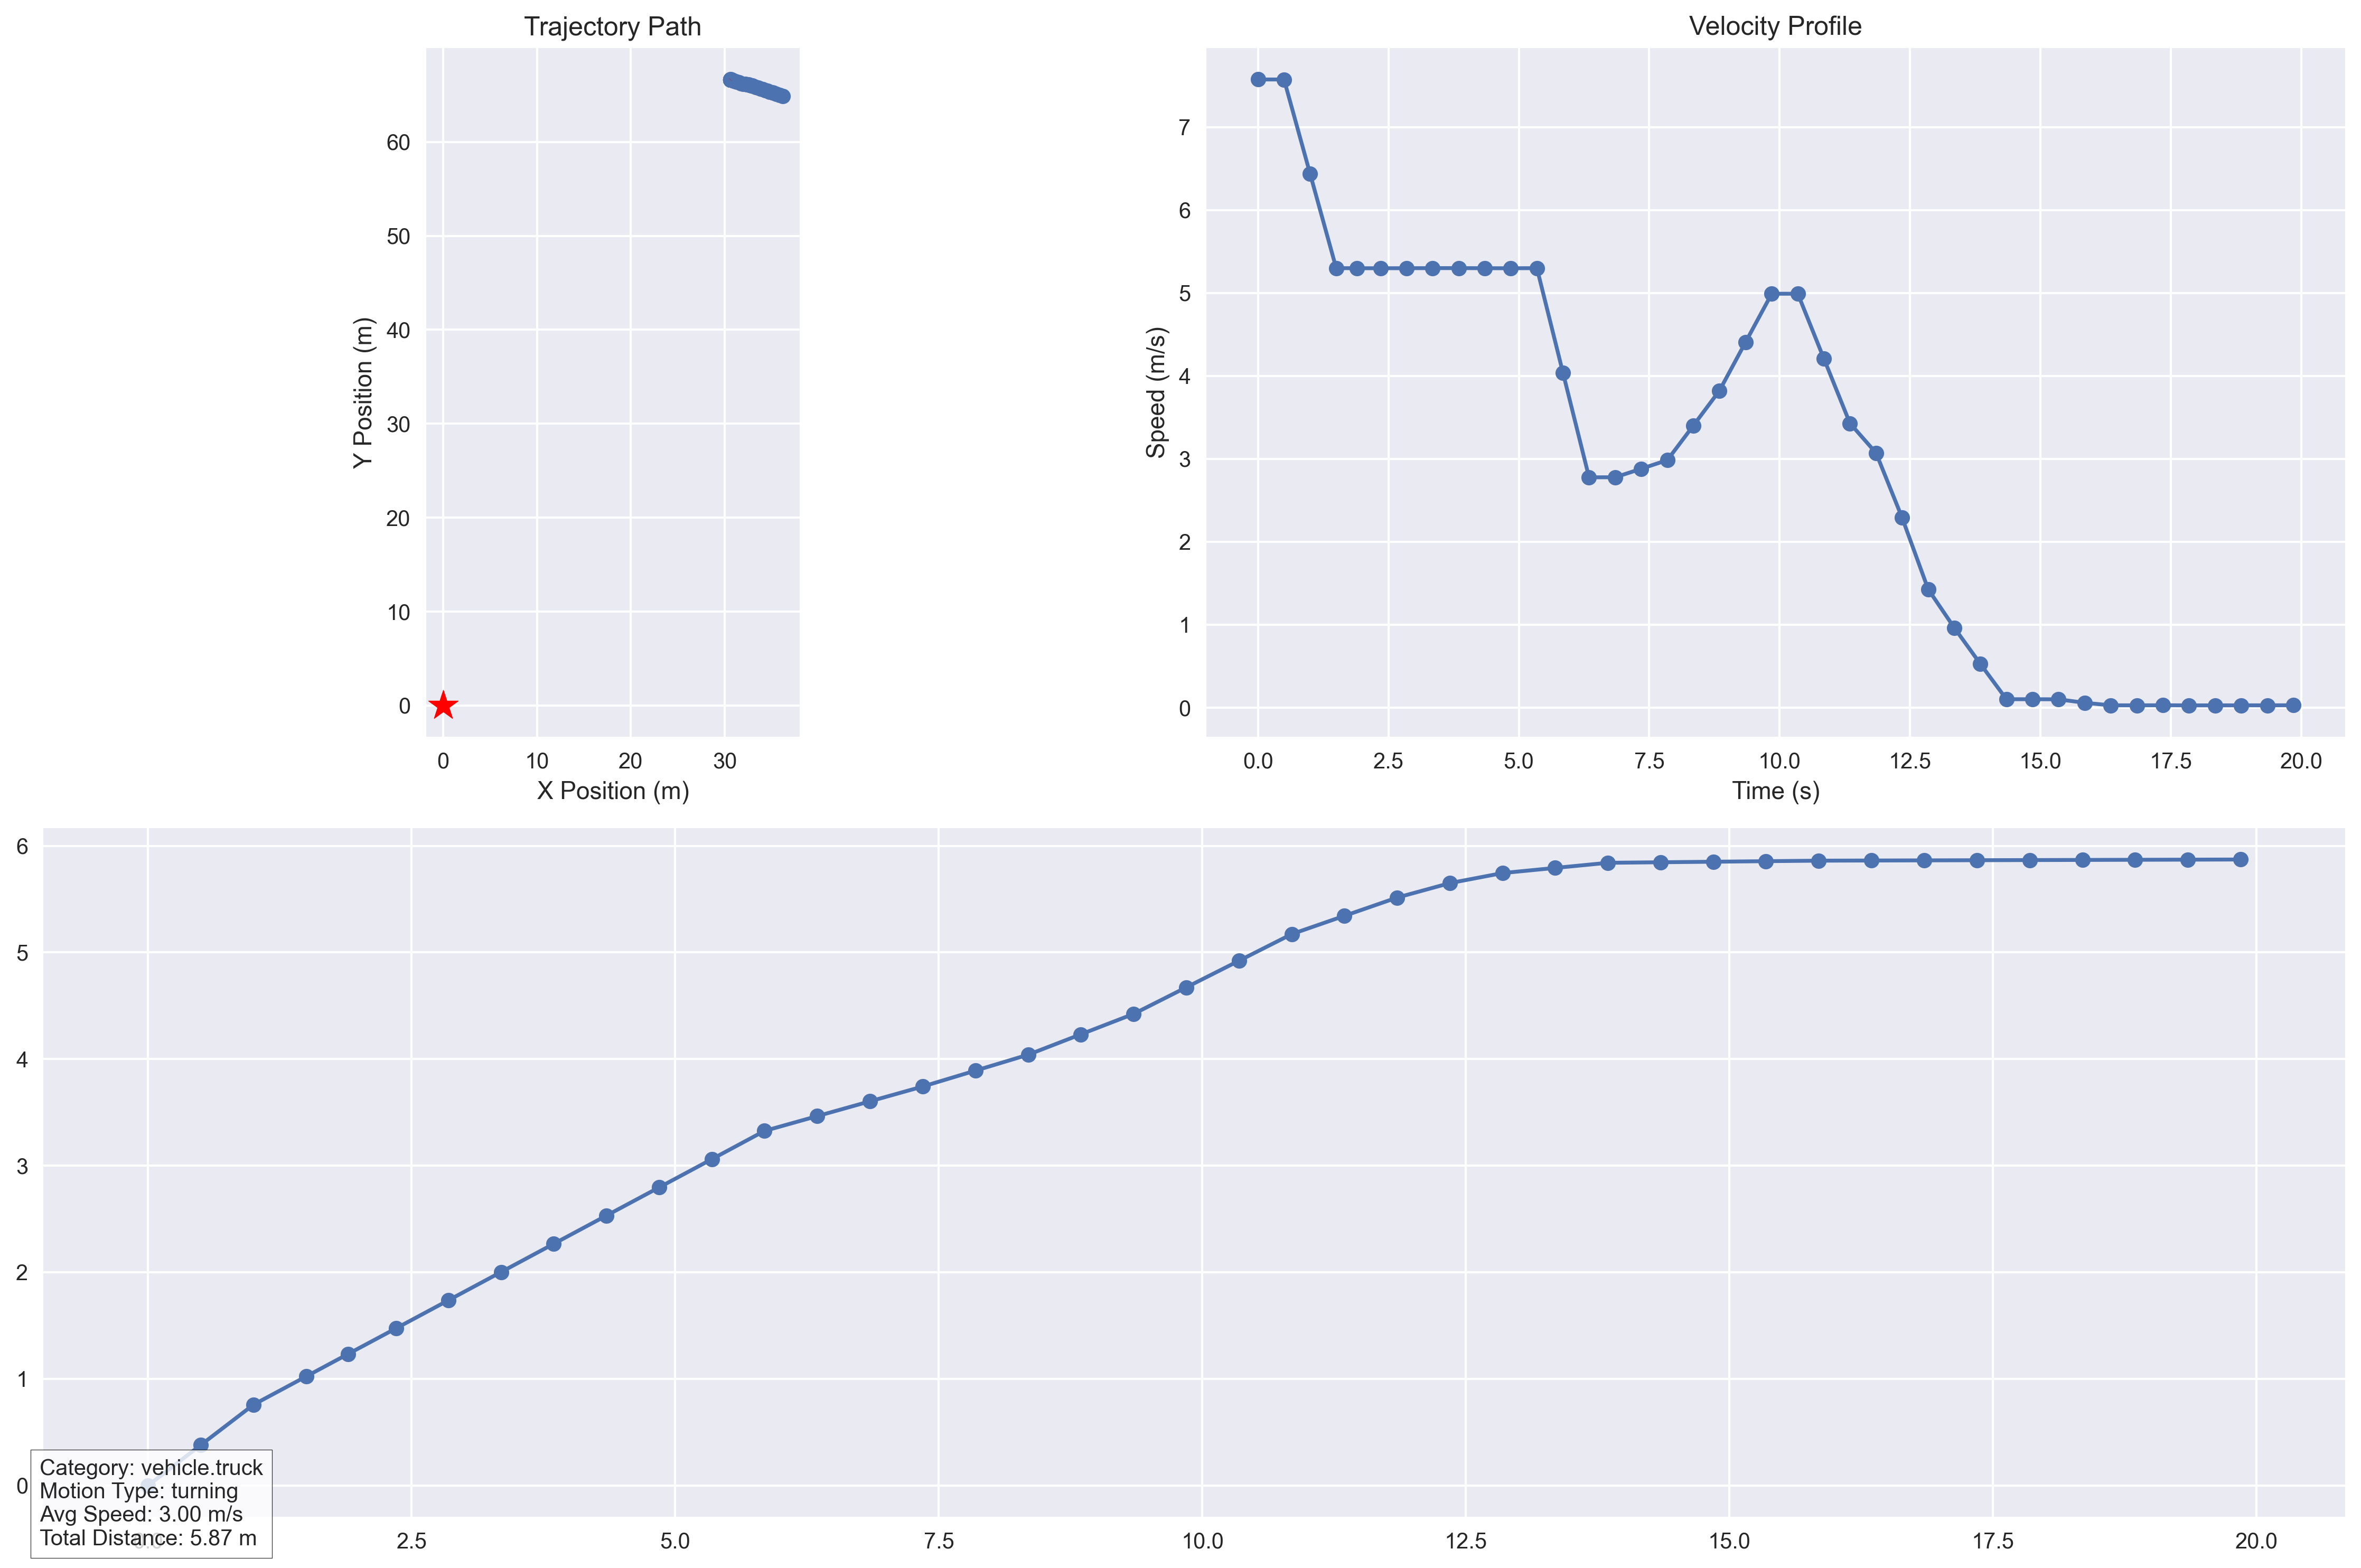 Trajectory Path
Y Position (m)
60
50
40
30
20
10
0
0 10 20 30
X Position (m)
Velocity Profile
Speed (m/s)
7
6
5
4
3
2
1
0
0.0 2.5 5.0 7.5 10.0 12.5 15.0 17.5 20.0
Time (s)
6
5
4
3
2
1
0
Category: vehicle.truck
Motion Type: turning
Avg Speed: 3.00 m/s
Total Distance: 5.87 m
2.5 5.0 7.5 10.0 12.5 15.0 17.5 20.0